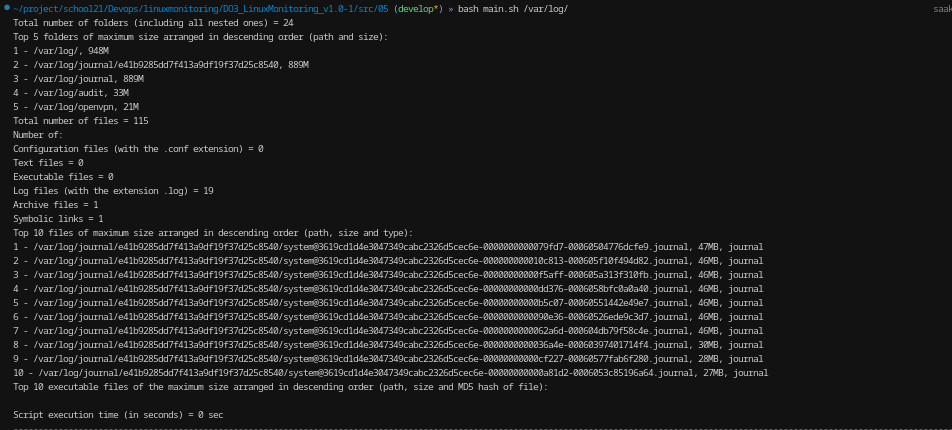 ~/project/school21/Devops/linuxmonitoring/DO3_LinuxMonitoring_v1.0-1/src/05 (develop*) » bash main.sh /var/log/ saak
Total number of folders (including all nested ones) = 24
Top 5 folders of maximum size arranged in descending order (path and size):
1 - /var/log/, 948M
2 - /var/log/journal/e41b9285dd7f413a9df19f37d25c8540, 889M
3 - /var/log/journal, 889M
4 - /var/log/audit, 33M
5 - /var/log/openvpn, 21M
Total number of files = 115
Number of:
Configuration files (with the .conf extension) = 0
Text files = 0
Executable files = 0
Log files (with the extension .log) = 19
Archive files = 1
Symbolic links = 1
Top 10 files of maximum size arranged in descending order (path, size and type):
1 - /var/log/journal/e41b9285dd7f413a9df19f37d25c8540/system@3619cd1d4e3047349cabc2326d5cec6e-000000000079fd7-00060504776dcfe9.journal, 47MB, journal
2 - /var/log/journal/e41b9285dd7f413a9df19f37d25c8540/system@3619cd1d4e3047349cabc2326d5cec6e-000000000010c813-000605f10f494d82.journal, 46MB, journal
3 - /var/log/journal/e41b9285dd7f413a9df19f37d25c8540/system@3619cd1d4e3047349cabc2326d5cec6e-00000000000f5aff-000605a313f310fb.journal, 46MB, journal
4 - /var/log/journal/e41b9285dd7f413a9df19f37d25c8540/system@3619cd1d4e3047349cabc2326d5cec6e-00000000000dd376-0006058bfc0a0a40.journal, 46MB, journal
5 - /var/log/journal/e41b9285dd7f413a9df19f37d25c8540/system@3619cd1d4e3047349cabc2326d5cec6e-00000000000b5c07-00060551442e49e7.journal, 46MB, journal
6 - /var/log/journal/e41b9285dd7f413a9df19f37d25c8540/system@3619cd1d4e3047349cabc2326d5cec6e-0000000000090e36-00060526ede9c3d7.journal, 46MB, journal
7 - /var/log/journal/e41b9285dd7f413a9df19f37d25c8540/system@3619cd1d4e3047349cabc2326d5cec6e-0000000000062a6d-000604db79f58c4e.journal, 46MB, journal
8 - /var/log/journal/e41b9285dd7f413a9df19f37d25c8540/system@3619cd1d4e3047349cabc2326d5cec6e-0000000000036a4e-00060397401714f4.journal, 30MB, journal
9 - /var/log/journal/e41b9285dd7f413a9df19f37d25c8540/system@3619cd1d4e3047349cabc2326d5cec6e-00000000000cf227-00060577fab6f280.journal, 28MB, journal
10 - /var/log/journal/e41b9285dd7f413a9df19f37d25c8540/system@3619cd1d4e3047349cabc2326d5cec6e-00000000000a81d2-0006053c85196a64.journal, 27MB, journal
Top 10 executable files of the maximum size arranged in descending order (path, size and MD5 hash of file):
Script execution time (in seconds) = 0 sec